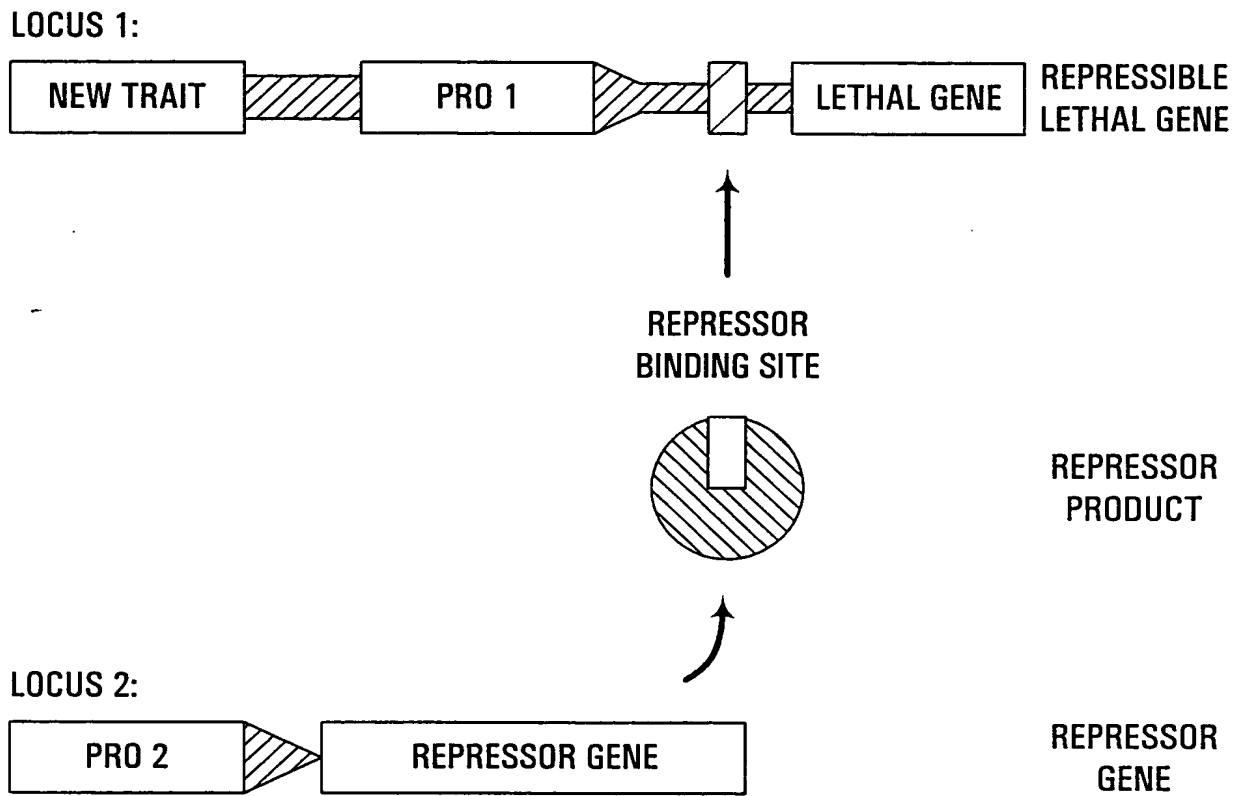 LOCUS 1:
NEW TRAIT
PRO 1
LETHAL GENE
REPRESSIBLE
LETHAL GENE
REPRESSOR
BINDING SITE
REPRESSOR
PRODUCT
LOCUS 2:
PRO 2
REPRESSOR GENE
REPRESSOR
GENE